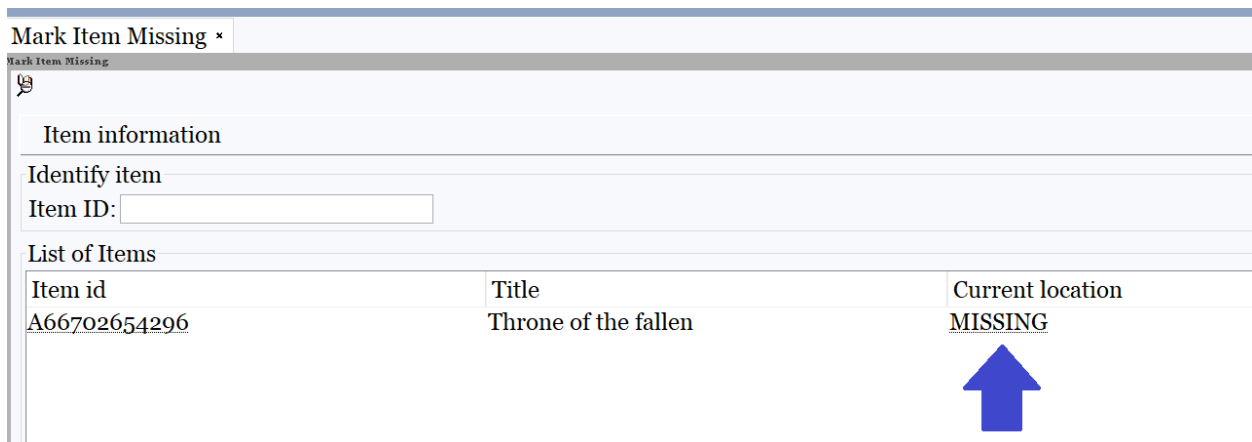 Mark Item Missing ×
Mark Item Missing
Item information
Identify item
Item ID:
List of Items
Item id Title Current location
A66702654296 Throne of the fallen MISSING